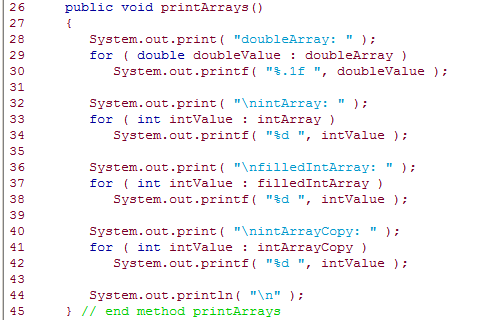 26 public void printArrays()
27 {
28 System.out.print( "doubleArray: " );
29 for ( double doubleValue : doubleArray )
30 System.out.printf( "%.1f ", doubleValue );
31
32 System.out.print( "\nintArray: " );
33 for ( int intValue : intArray )
34 System.out.printf( "%d ", intValue );
35
36 System.out.print( "\nfilledIntArray: " );
37 for ( int intValue : filledIntArray )
38 System.out.printf( "%d ", intValue );
39
40 System.out.print( "\nintArrayCopy: " );
41 for ( int intValue : intArrayCopy )
42 System.out.printf( "%d ", intValue );
43
44 System.out.println( "\n" );
45 } // end method printArrays